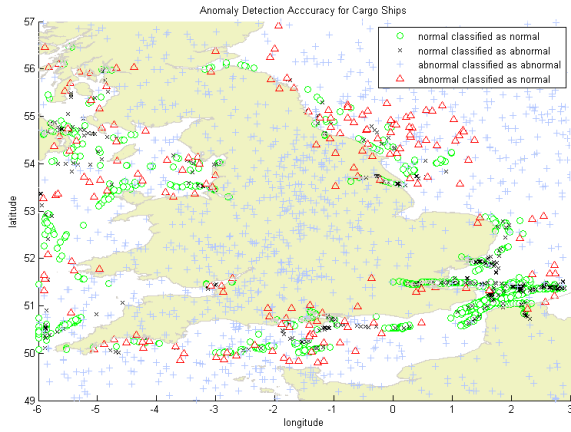 Anomaly Detection Acccuracy for Cargo Ships
normal classified as normal
normal classified as abnormal
abnormal classified as abnormal
abnormal classified as normal
57
56
55
54
53
52
51
50
49
latitude
-6 -5 -4 -3 -2 -1 0 1 2 3
longitude